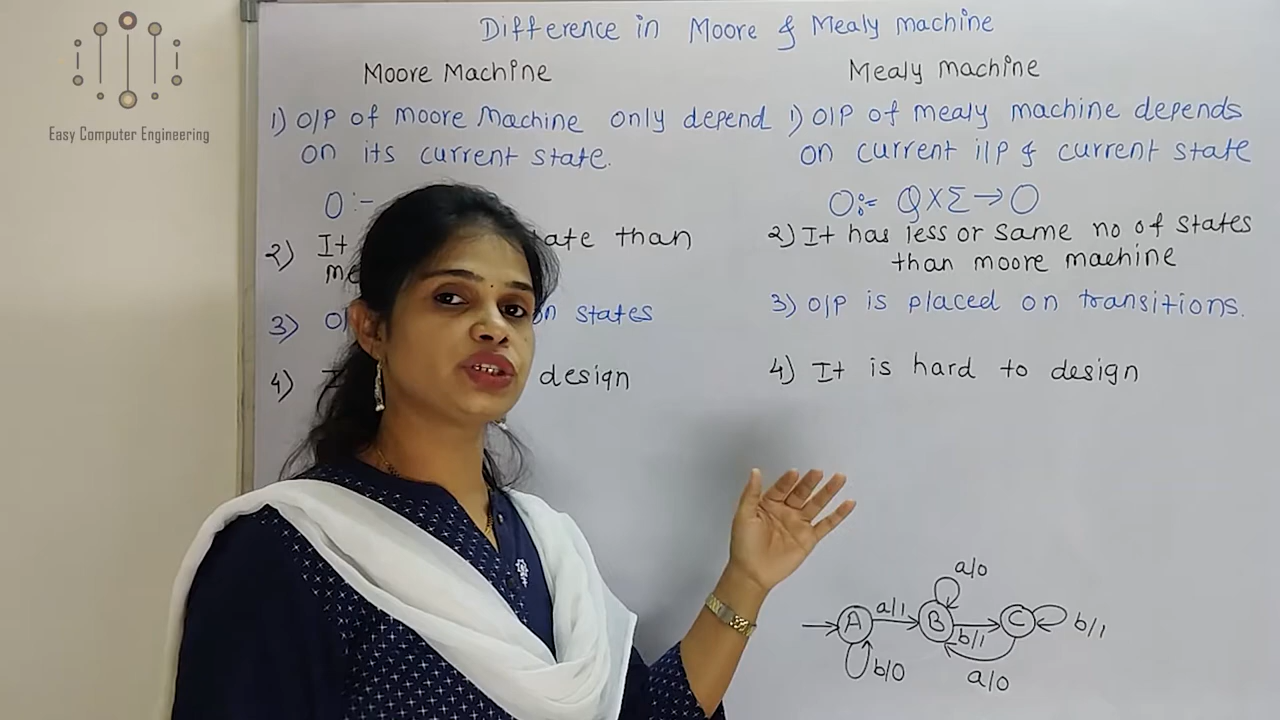 Easy Computer Engineering
Difference in Moore & Mealy machine
Moore Machine
1) O/P of moore Machine only depend
on its current state.
O :-
2) It tate than
me
3) O/ on states
4) design
Mealy machine
1) O/P of mealy machine depends
on current i/P & current state
O:= Q X Σ → O
2) It has less or same no of states
than moore machine
3) O/P is placed on transitions.
4) It is hard to design
a/0
A a/1 B b/1 C b/1
b/0 a/0